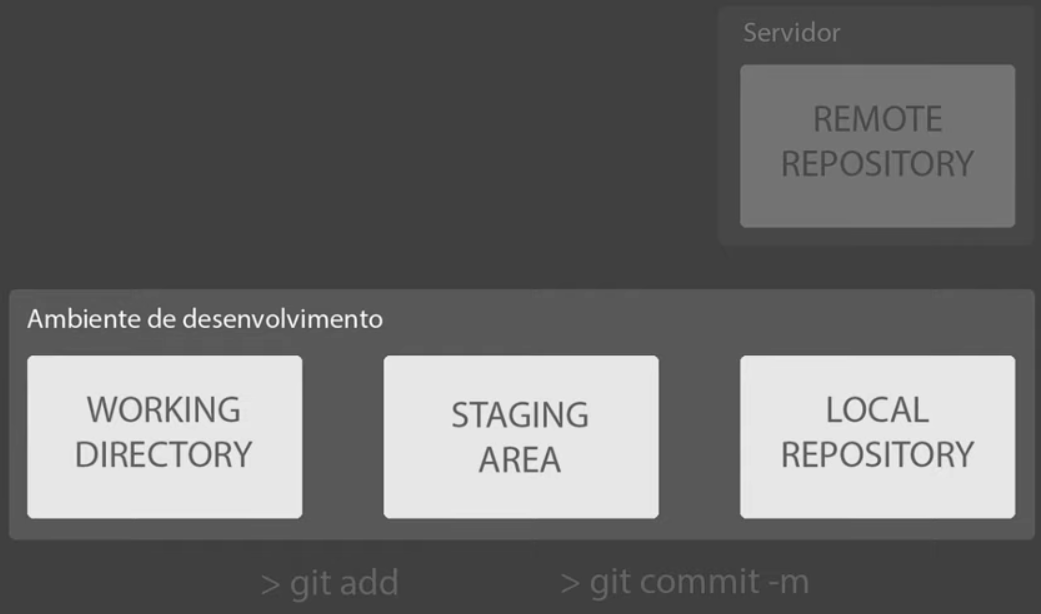 Servidor
REMOTE
REPOSITORY
Ambiente de desenvolvimento
WORKING
DIRECTORY
STAGING
AREA
LOCAL
REPOSITORY
> git add
> git commit -m